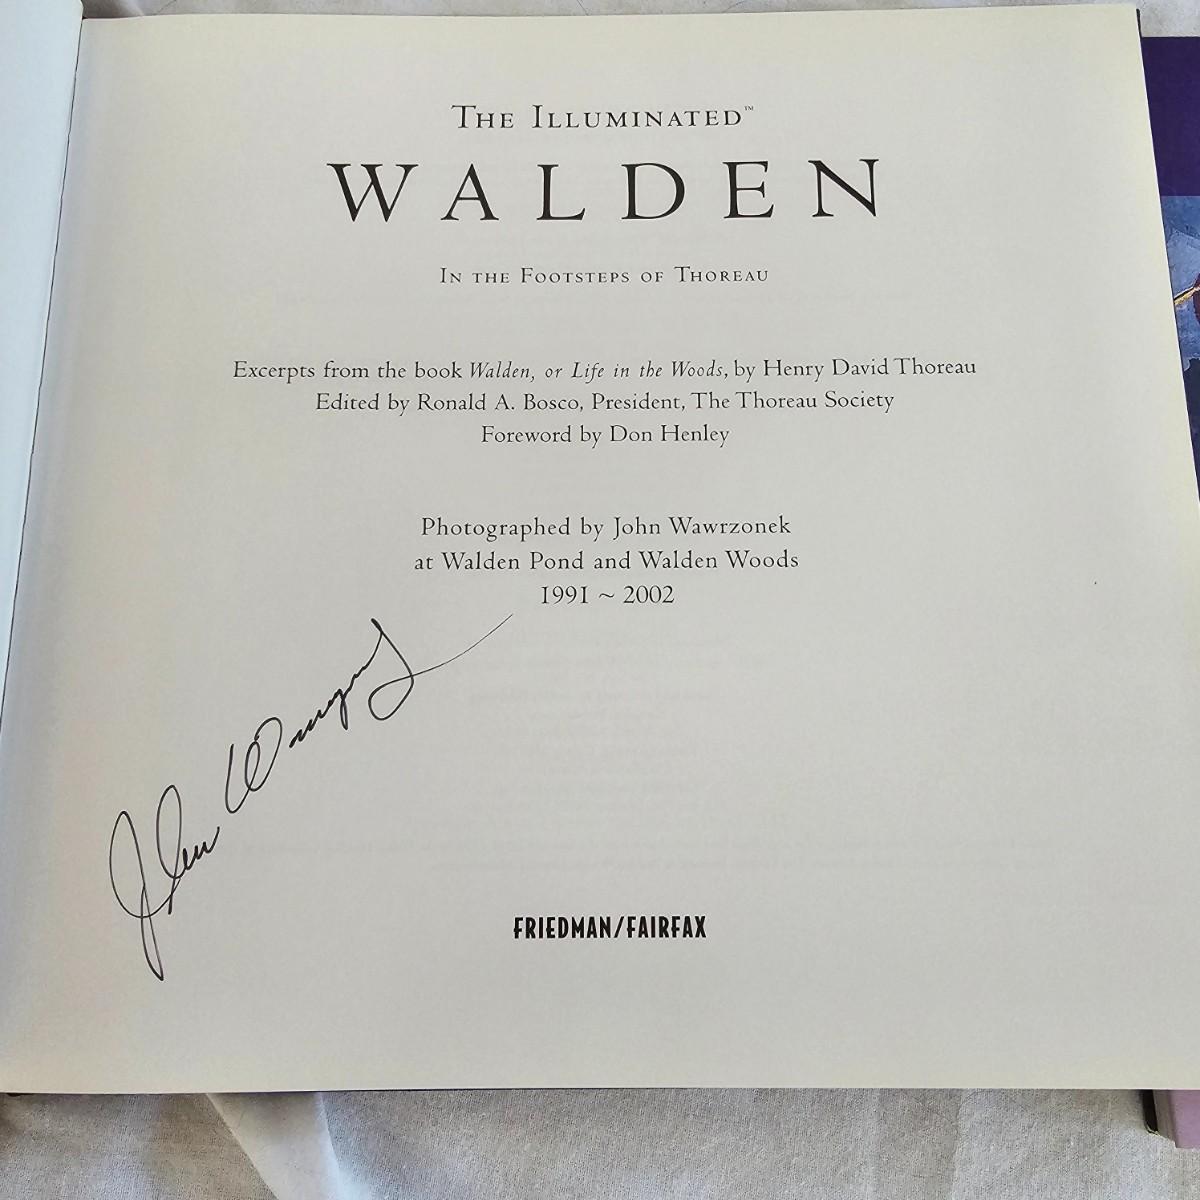 The Illuminated™
WALDEN
In the Footsteps of Thoreau
Excerpts from the book Walden, or Life in the Woods, by Henry David Thoreau
Edited by Ronald A. Bosco, President, The Thoreau Society
Foreword by Don Henley
Photographed by John Wawrzonek
at Walden Pond and Walden Woods
1991 ~ 2002
John Wawrzonek
FRIEDMAN/FAIRFAX